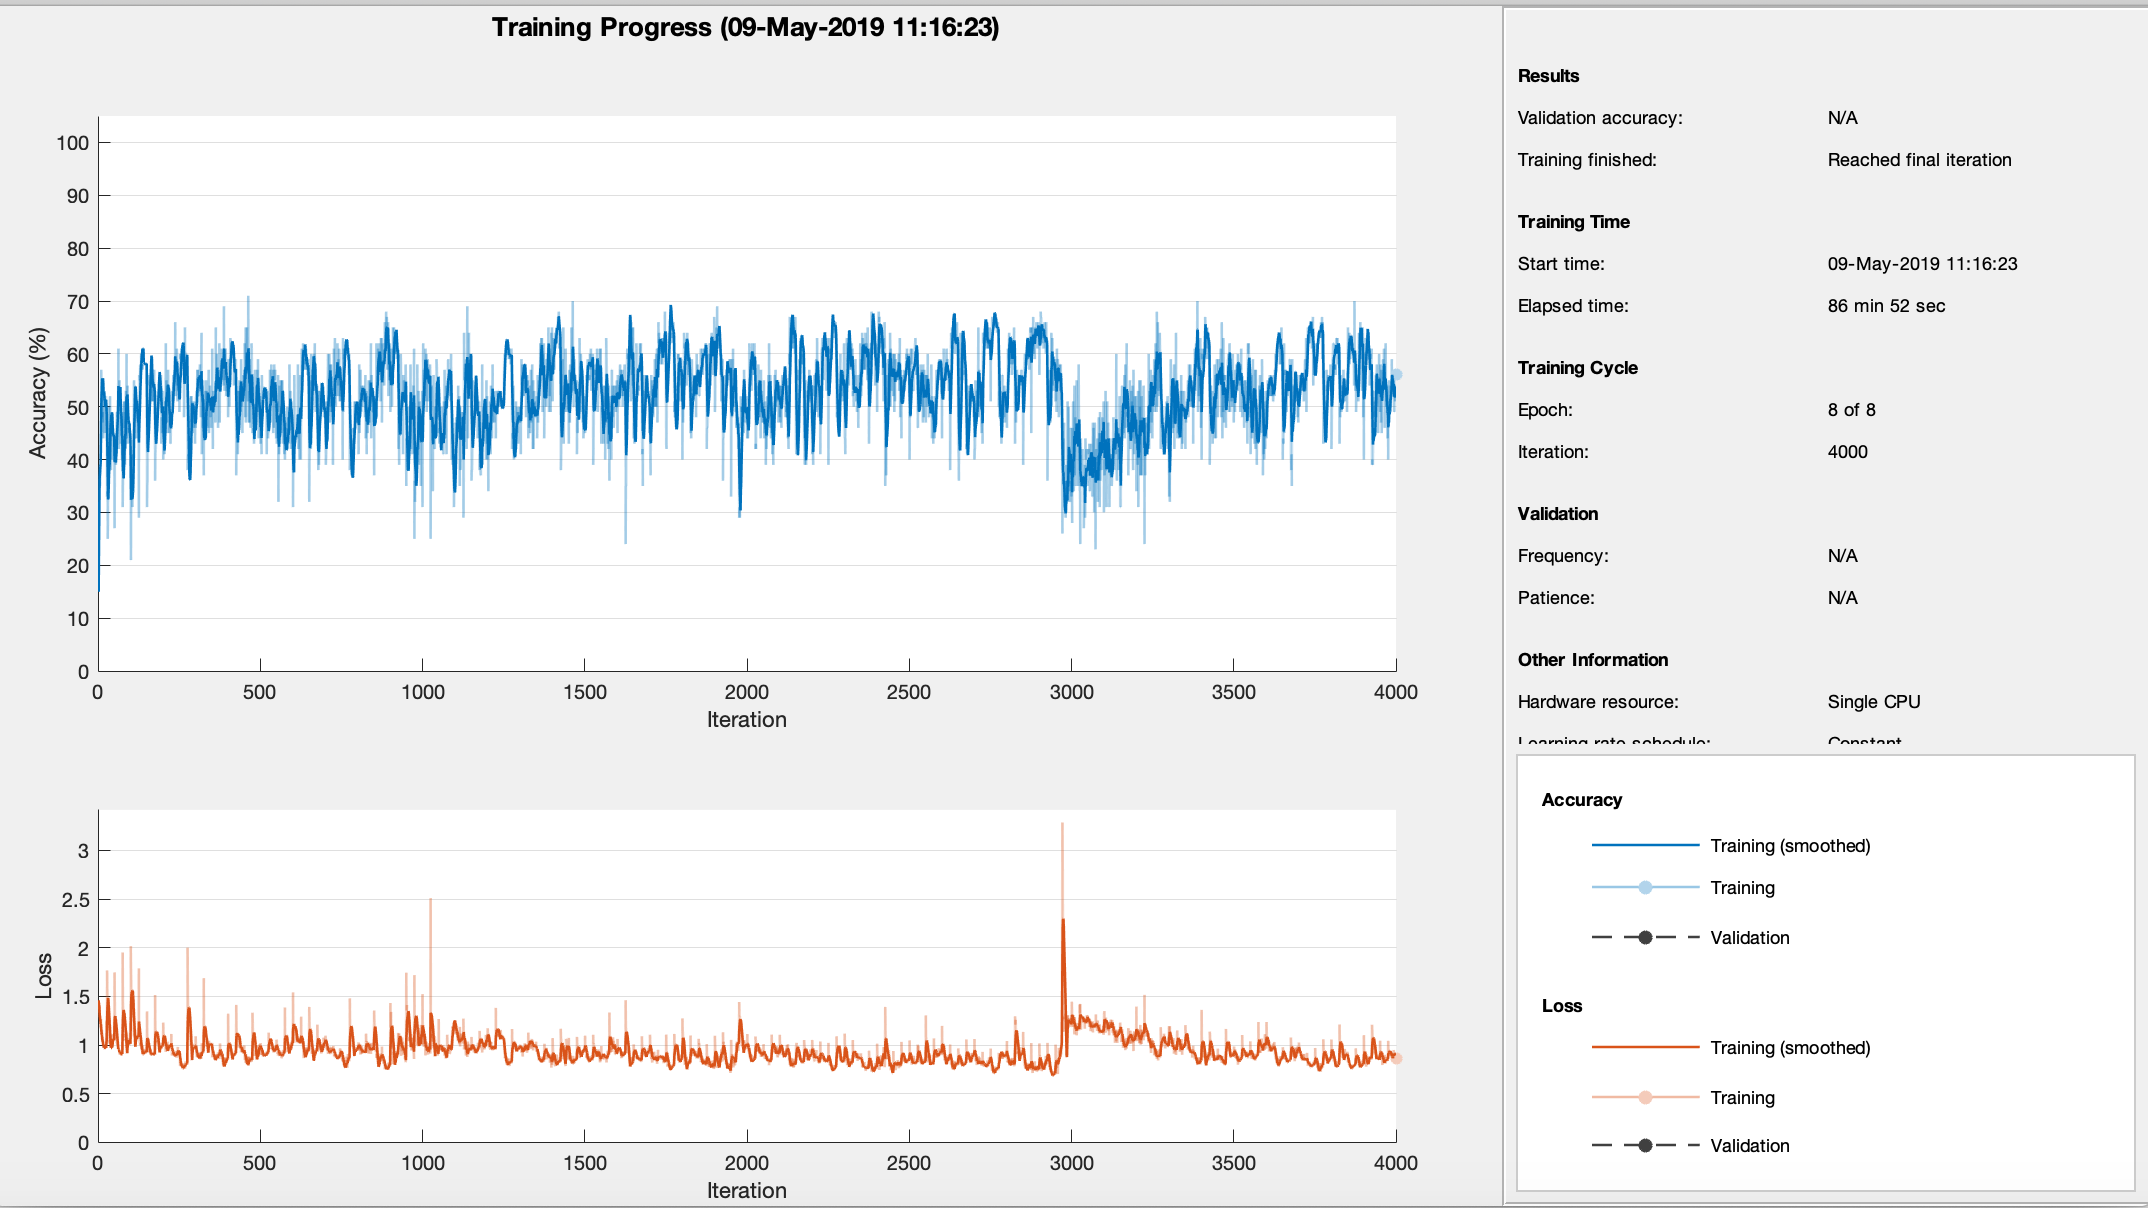 Training Progress (09-May-2019 11:16:23)
100
90
80
70
60
50
40
30
20
10
0
Accuracy (%)
0 500 1000 1500 2000 2500 3000 3500 4000
Iteration
3
2.5
2
1.5
1
0.5
0
Loss
0 500 1000 1500 2000 2500 3000 3500 4000
Iteration
Results
Validation accuracy: N/A
Training finished: Reached final iteration
Training Time
Start time: 09-May-2019 11:16:23
Elapsed time: 86 min 52 sec
Training Cycle
Epoch: 8 of 8
Iteration: 4000
Validation
Frequency: N/A
Patience: N/A
Other Information
Hardware resource: Single CPU
Learning rate schedule: Constant
Accuracy
Training (smoothed)
Training
Validation
Loss
Training (smoothed)
Training
Validation